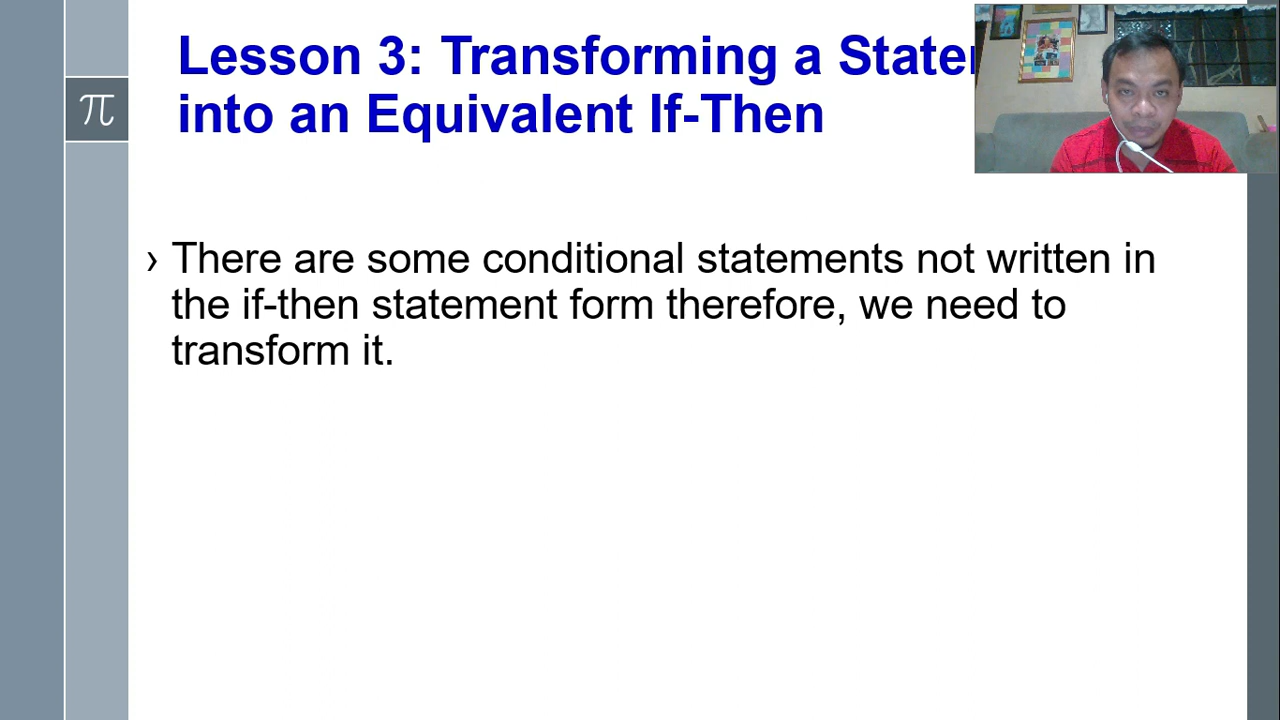 Lesson 3: Transforming a
into an Equivalent If-Then
π
› There are some conditional statements not written in
the if-then statement form therefore, we need to
transform it.